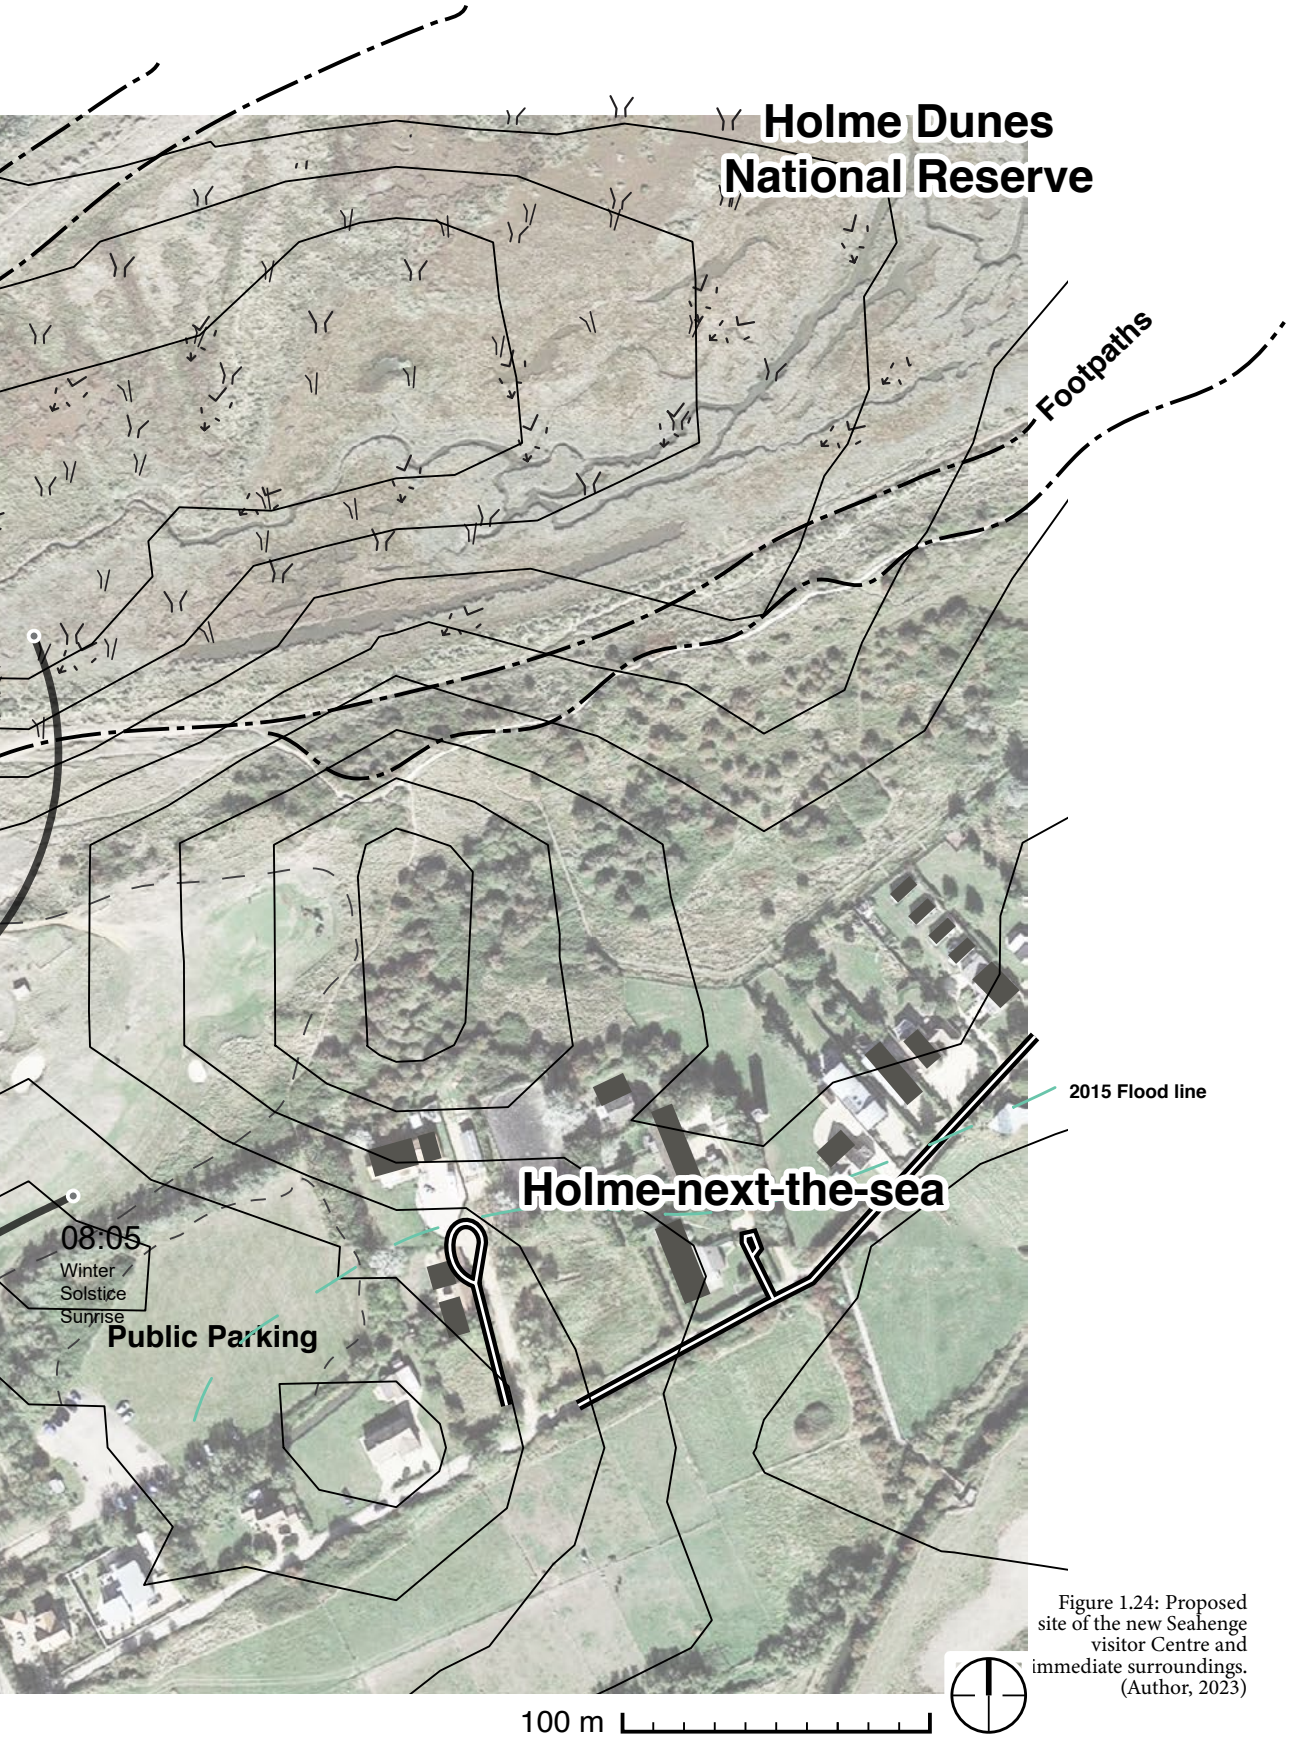 Holme Dunes
National Reserve
Footpaths
2015 Flood line
Holme-next-the-sea
08:05
Winter
Solstice
Sunrise
Public Parking
Figure 1.24: Proposed
site of the new Seahenge
visitor Centre and
immediate surroundings.
(Author, 2023)
100 m